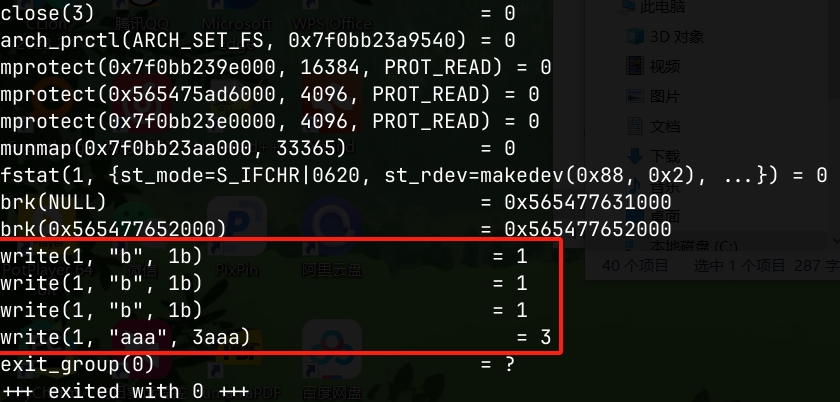 close(3) = 0
arch_prctl(ARCH_SET_FS, 0x7f0bb23a9540) = 0
mprotect(0x7f0bb239e000, 16384, PROT_READ) = 0
mprotect(0x565475ad6000, 4096, PROT_READ) = 0
mprotect(0x7f0bb23e0000, 4096, PROT_READ) = 0
munmap(0x7f0bb23aa000, 33365) = 0
fstat(1, {st_mode=S_IFCHR|0620, st_rdev=makedev(0x88, 0x2), ...}) = 0
brk(NULL) = 0x565477631000
brk(0x565477652000) = 0x565477652000
write(1, "b", 1b) = 1
write(1, "b", 1b) = 1
write(1, "b", 1b) = 1
write(1, "aaa", 3aaa) = 3
exit_group(0) = ?
+++ exited with 0 +++
腾讯QQ
Microsoft
WPS Office
PixPin
阿里云盘
百度网盘
此电脑
3D 对象
视频
图片
文档
下载
音乐
桌面
本地磁盘 (C:)
40 个项目 选中 1 个项目 287 字